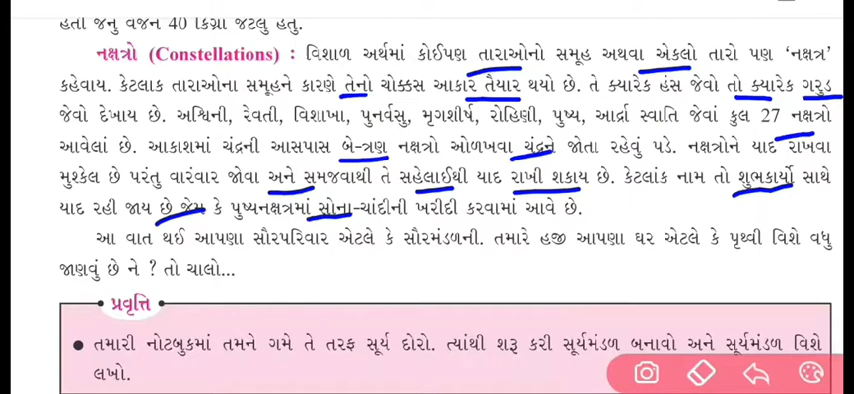 હતી જેનું વજન 40 કિગ્રા જેટલું હતું.
નક્ષત્રો (Constellations) : વિશાળ અર્થમાં કોઈપણ તારાઓનો સમૂહ અથવા એકલો તારો પણ ‘નક્ષત્ર’
કહેવાય. કેટલાક તારાઓના સમૂહને કારણે તેનો ચોક્કસ આકાર તૈયાર થયો છે. તે ક્યારેક હંસ જેવો તો ક્યારેક ગરુડ
જેવો દેખાય છે. અશ્વિની, રેવતી, વિશાખા, પુનર્વસુ, મૃગશીર્ષ, રોહિણી, પુષ્ય, આર્દ્રા સ્વાતિ જેવાં કુલ 27 નક્ષત્રો
આવેલાં છે. આકાશમાં ચંદ્રની આસપાસ બે-ત્રણ નક્ષત્રો ઓળખવા ચંદ્રને જોતા રહેવું પડે. નક્ષત્રોને યાદ રાખવા
મુશ્કેલ છે પરંતુ વારંવાર જોવા અને સમજવાથી તે સહેલાઈથી યાદ રાખી શકાય છે. કેટલાંક નામ તો શુભકાર્યો સાથે
યાદ રહી જાય છે જેમ કે પુષ્યનક્ષત્રમાં સોના-ચાંદીની ખરીદી કરવામાં આવે છે.
આ વાત થઈ આપણા સૌરપરિવાર એટલે કે સૌરમંડળની. તમારે હજી આપણા ઘર એટલે કે પૃથ્વી વિશે વધુ
જાણવું છે ને ? તો ચાલો...
પ્રવૃત્તિ
● તમારી નોટબુકમાં તમને ગમે તે તરફ સૂર્ય દોરો. ત્યાંથી શરૂ કરી સૂર્યમંડળ બનાવો અને સૂર્યમંડળ વિશે
લખો.